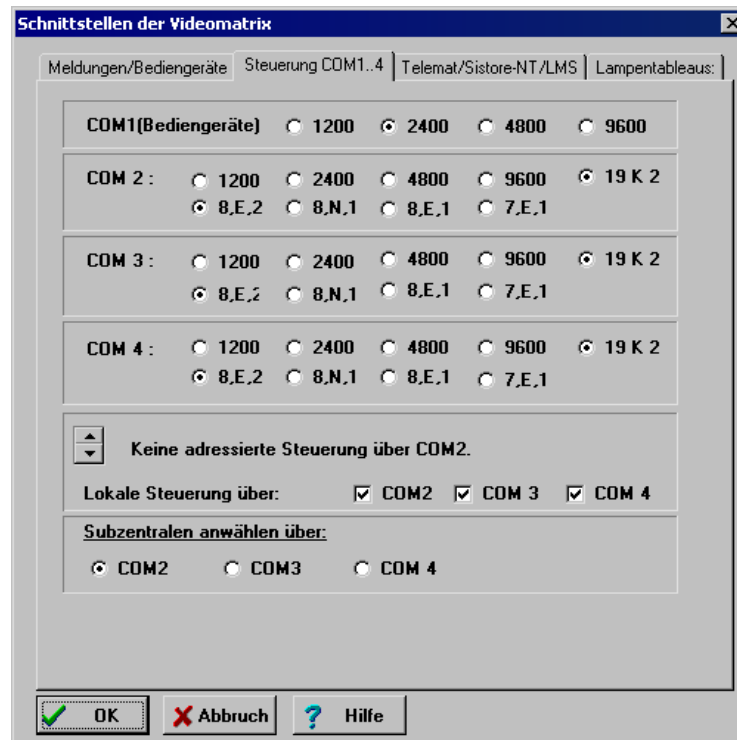 Schnittstellen der Videomatrix
Meldungen/Bediengeräte Steuerung COM1..4 Telemat/Sistore-NT/LMS Lampentableaus:
COM1(Bediengeräte) 1200 2400 4800 9600
COM 2 : 1200 2400 4800 9600 19 K 2
8,E,2 8,N,1 8,E,1 7,E,1
COM 3 : 1200 2400 4800 9600 19 K 2
8,E,2 8,N,1 8,E,1 7,E,1
COM 4 : 1200 2400 4800 9600 19 K 2
8,E,2 8,N,1 8,E,1 7,E,1
Keine adressierte Steuerung über COM2.
Lokale Steuerung über: COM2 COM 3 COM 4
Subzentralen anwählen über:
COM2 COM3 COM 4
OK Abbruch Hilfe